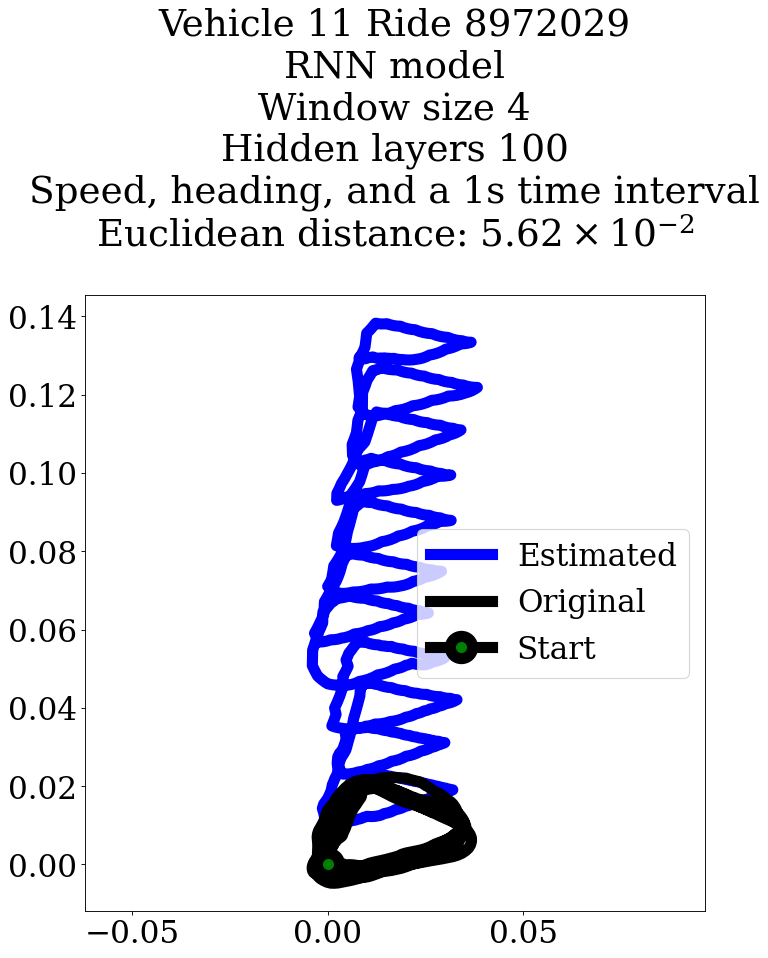 Vehicle 11 Ride 8972029
RNN model
Window size 4
Hidden layers 100
Speed, heading, and a 1s time interval
Euclidean distance: 5.62 × 10⁻²
0.14
0.12
0.10
0.08
0.06
0.04
0.02
0.00
Estimated
Original
Start
−0.05
0.00
0.05